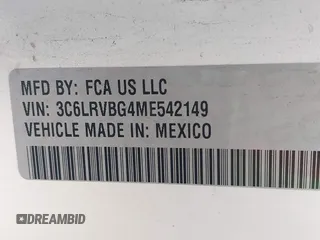 MFD BY: FCA US LLC
VIN: 3C6LRVBG4ME542149
VEHICLE MADE IN: MEXICO
DREAMBID